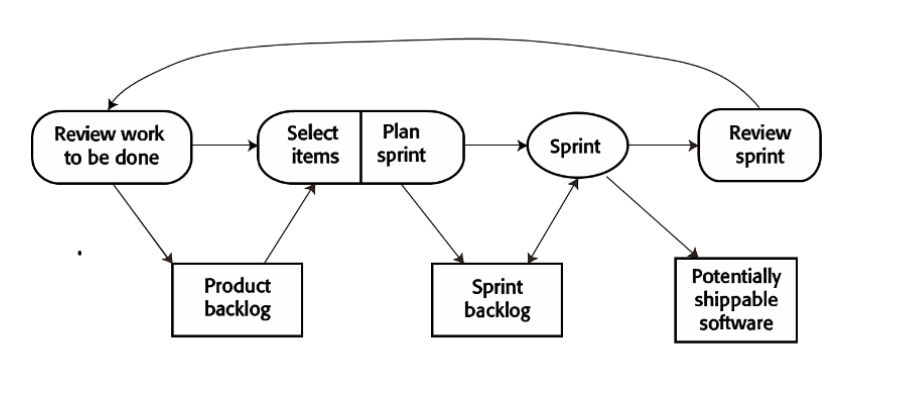 Review work
to be done
Select
items
Plan
sprint
Sprint
Review
sprint
Product
backlog
Sprint
backlog
Potentially
shippable
software